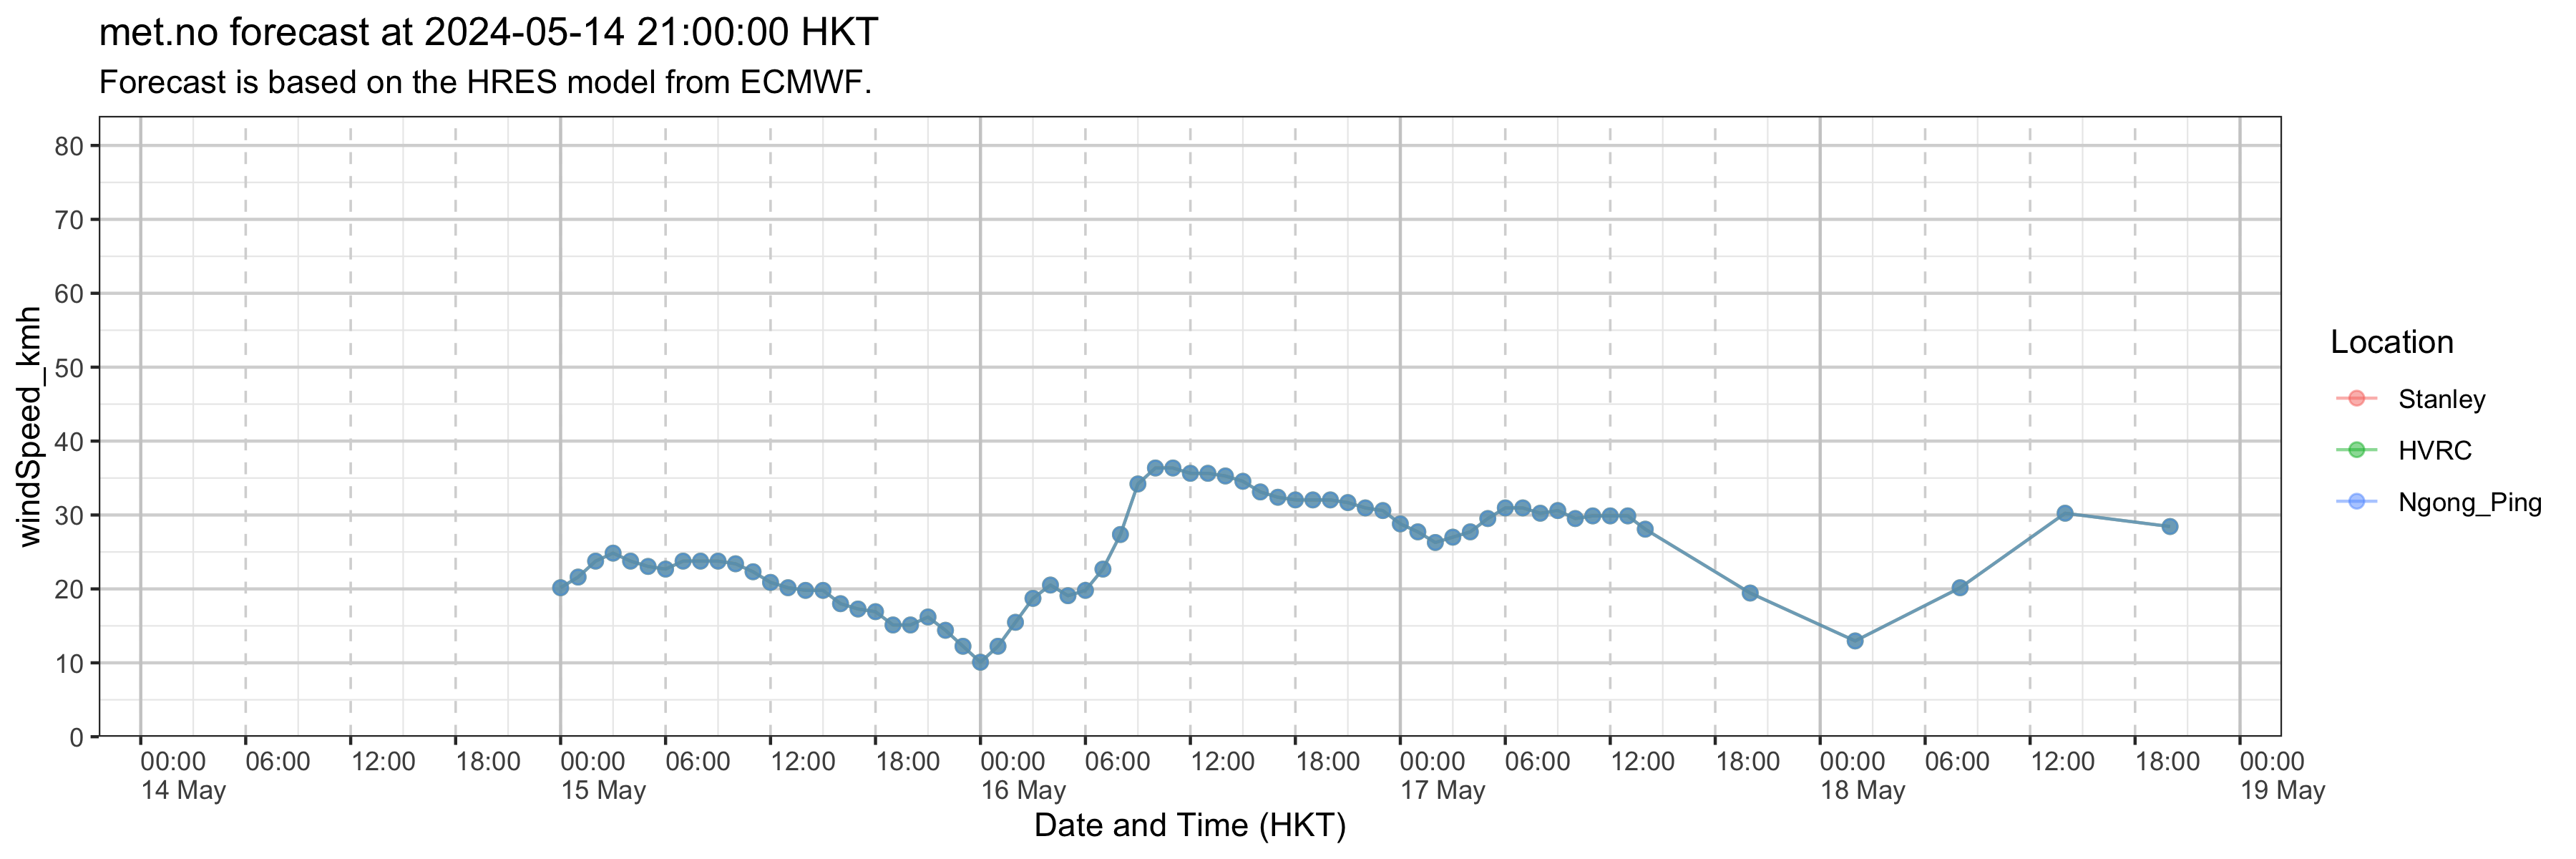 met.no forecast at 2024-05-14 21:00:00 HKT
Forecast is based on the HRES model from ECMWF.
windSpeed_kmh
80
70
60
50
40
30
20
10
0
00:00 06:00 12:00 18:00 00:00 06:00 12:00 18:00 00:00 06:00 12:00 18:00 00:00 06:00 12:00 18:00 00:00 06:00 12:00 18:00 00:00
14 May 15 May 16 May 17 May 18 May 19 May
Date and Time (HKT)
Location
Stanley
HVRC
Ngong_Ping